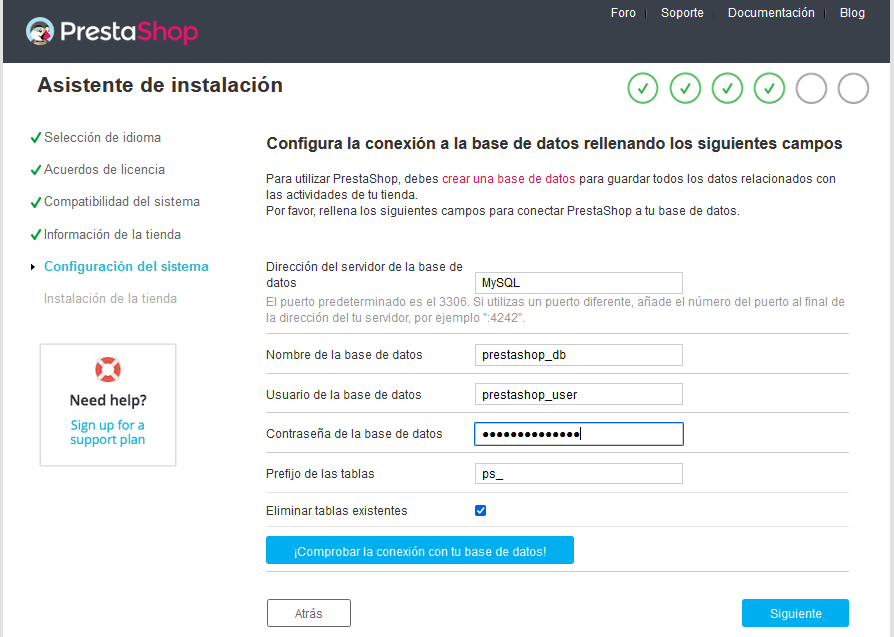 Foro
Soporte
Documentación
Blog
PrestaShop
Asistente de instalación
Selección de idioma
Acuerdos de licencia
Compatibilidad del sistema
Información de la tienda
Configuración del sistema
Instalación de la tienda
Need help?
Sign up for a
support plan
Configura la conexión a la base de datos rellenando los siguientes campos
Para utilizar PrestaShop, debes crear una base de datos para guardar todos los datos relacionados con
las actividades de tu tienda.
Por favor, rellena los siguientes campos para conectar PrestaShop a tu base de datos.
Dirección del servidor de la base de
datos
MySQL
El puerto predeterminado es el 3306. Si utilizas un puerto diferente, añade el número del puerto al final de
la dirección del tu servidor, por ejemplo ":4242".
Nombre de la base de datos
prestashop_db
Usuario de la base de datos
prestashop_user
Contraseña de la base de datos
••••••••••••••
Prefijo de las tablas
ps_
Eliminar tablas existentes
¡Comprobar la conexión con tu base de datos!
Atrás
Siguiente